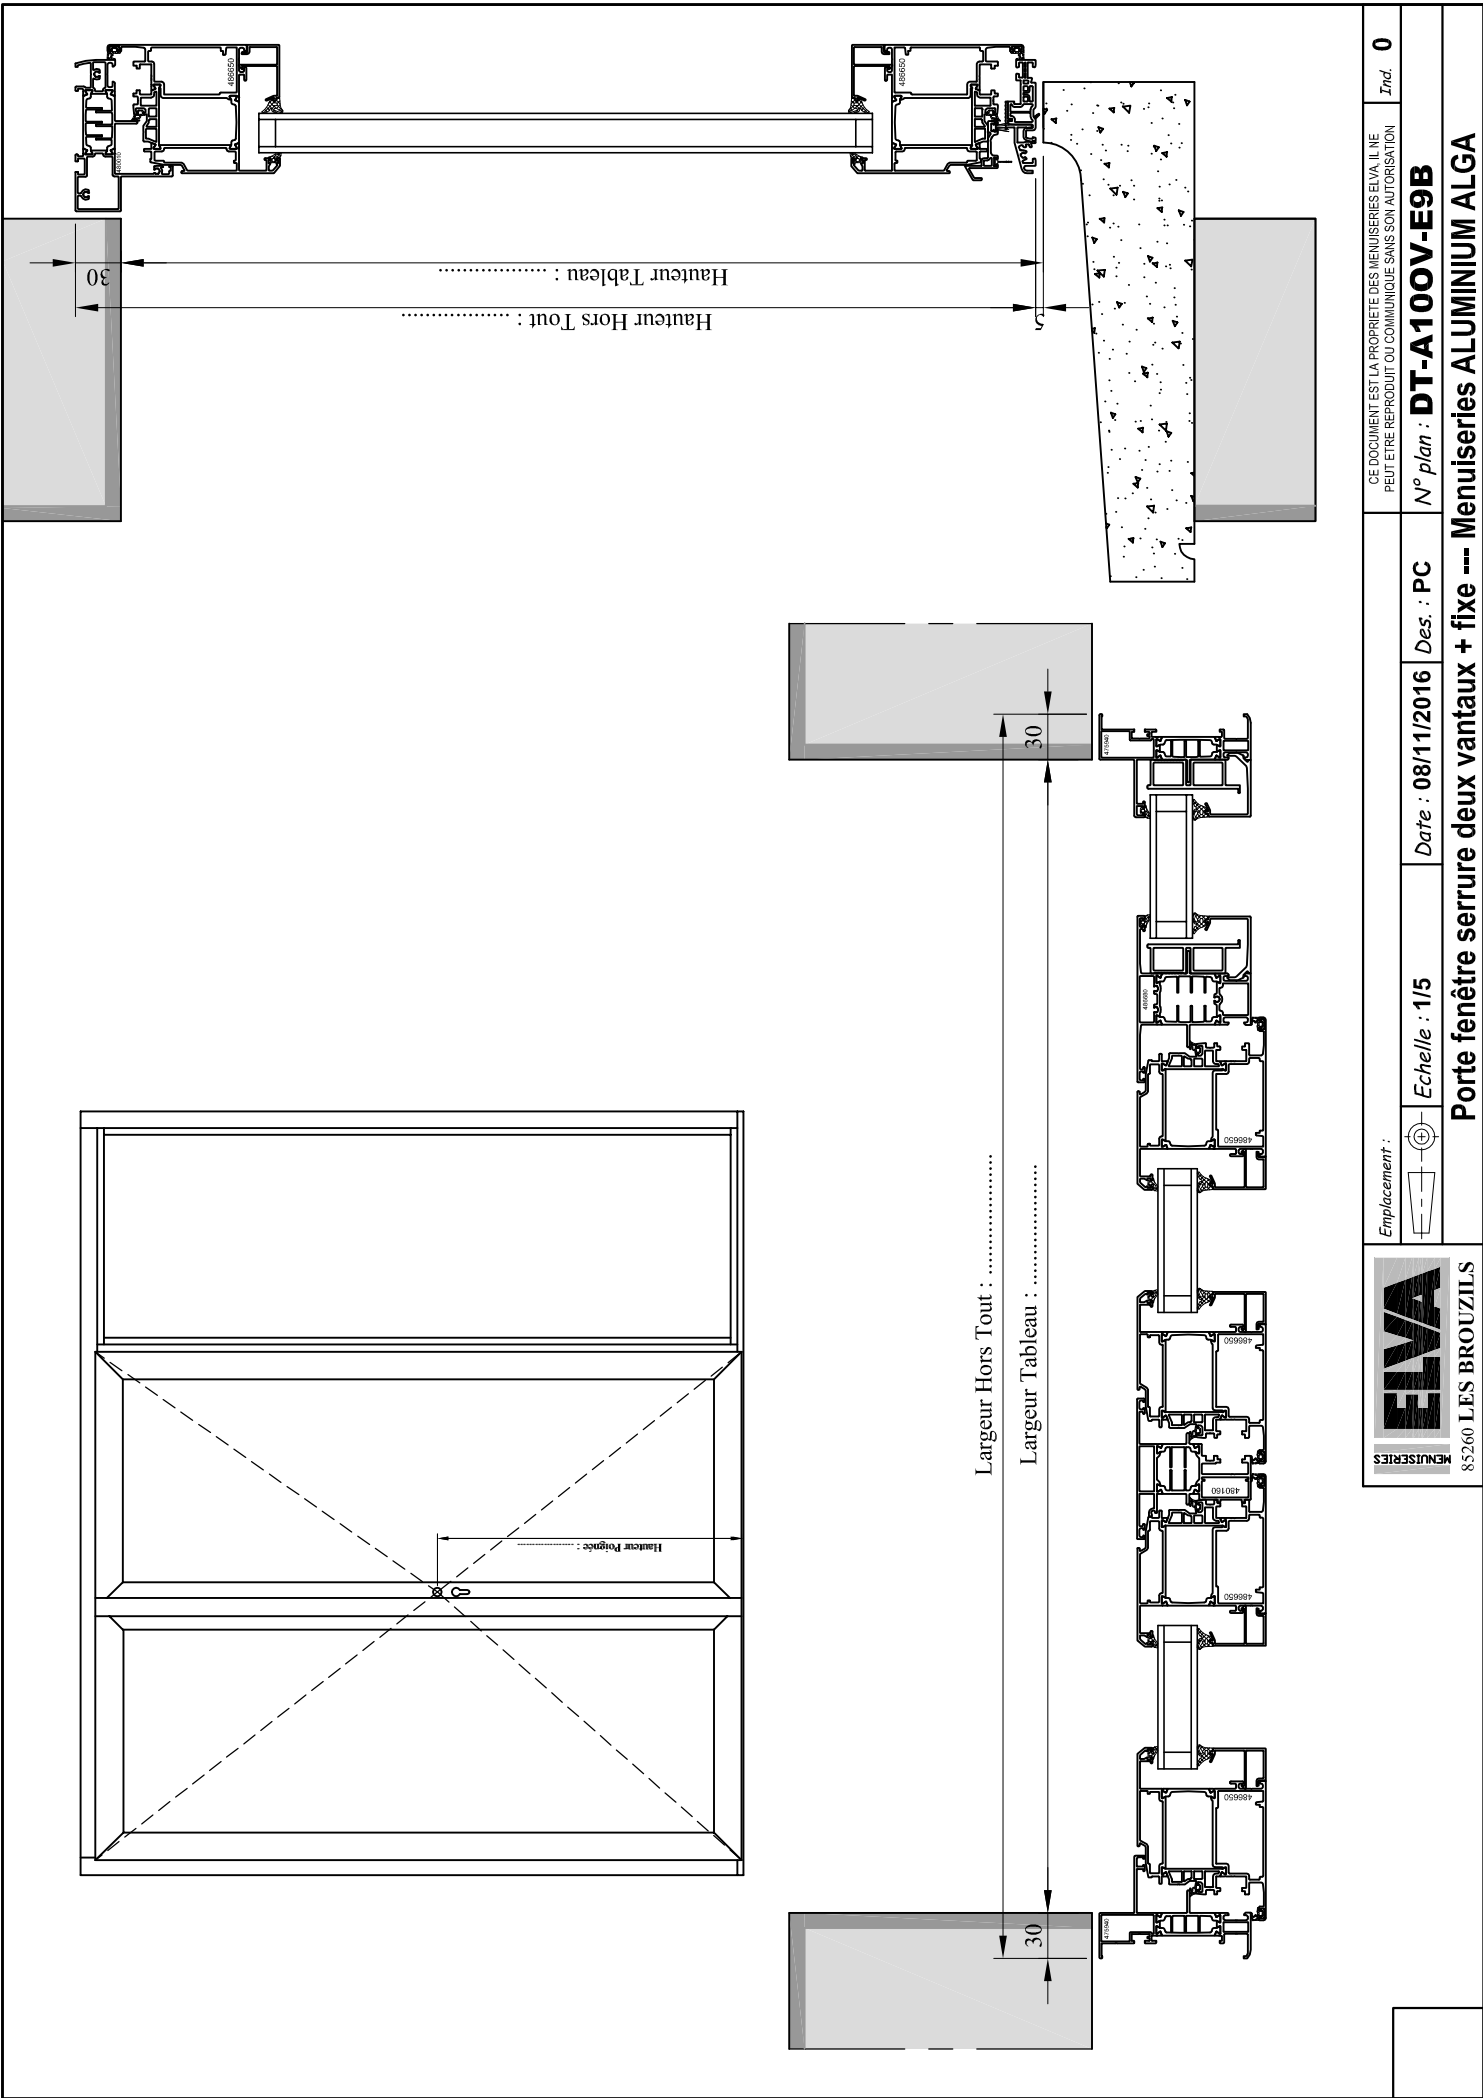 486650
486650
486010
30
Hauteur Tableau : ..................
Hauteur Hors Tout : ..................
5
Hauteur Poignée : ..................
Largeur Hors Tout : ..................
Largeur Tableau : ..................
30
30
476940
486650
480160
486650
486650
486650
486680
476940
MENUISERIES
ELVA
85260 LES BROUZILS
Emplacement :
CE DOCUMENT EST LA PROPRIETE DES MENUISERIES ELVA, IL NE
PEUT ETRE REPRODUIT OU COMMUNIQUE SANS SON AUTORISATION
Ind. 0
Echelle : 1/5
Date : 08/11/2016
Des. : PC
N° plan : DT-A100V-E9B
Porte fenêtre serrure deux vantaux + fixe --- Menuiseries ALUMINIUM ALGA